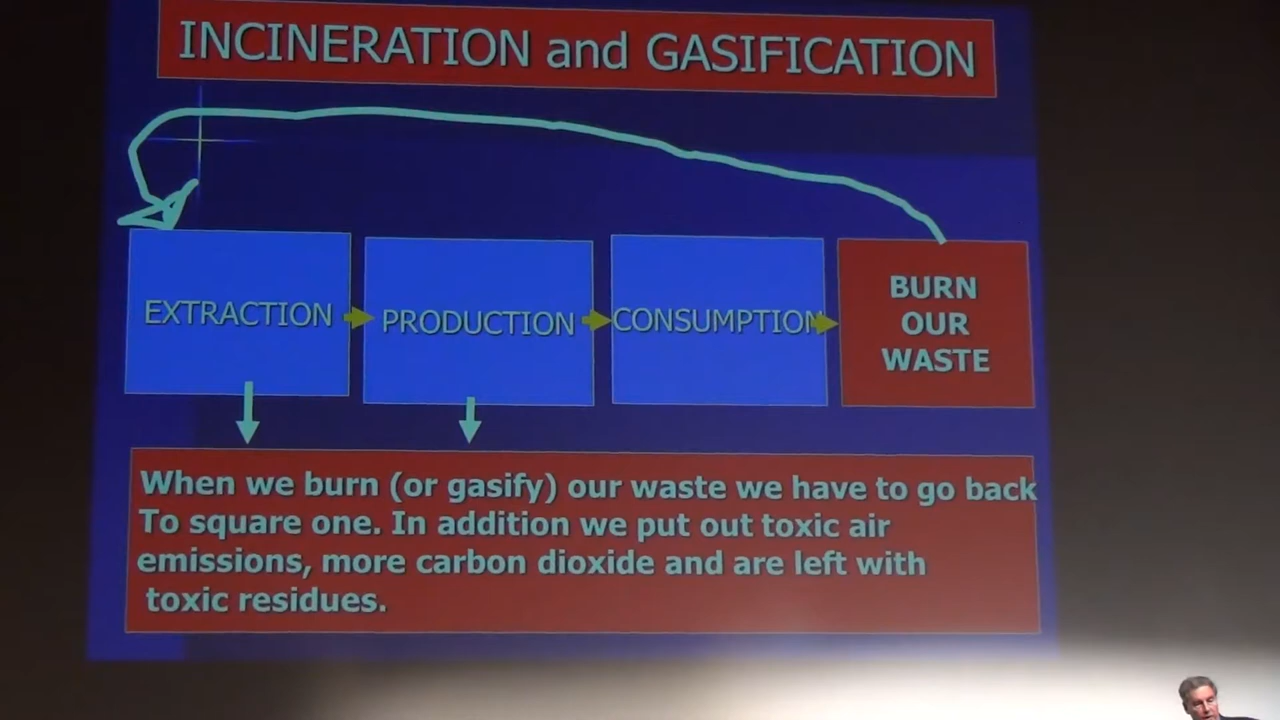 INCINERATION and GASIFICATION
EXTRACTION
PRODUCTION
CONSUMPTION
BURN
OUR
WASTE
When we burn (or gasify) our waste we have to go back
To square one. In addition we put out toxic air
emissions, more carbon dioxide and are left with
toxic residues.